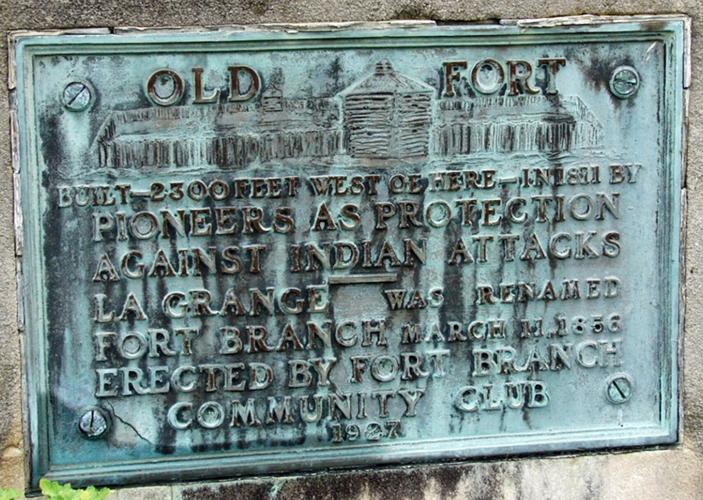 OLD FORT
BUILT - 2300 FEET WEST OF HERE - IN 1811 BY
PIONEERS AS PROTECTION
AGAINST INDIAN ATTACKS
LA GRANGE WAS RENAMED
FORT BRANCH MARCH 11, 1856
ERECTED BY FORT BRANCH
COMMUNITY CLUB
1927